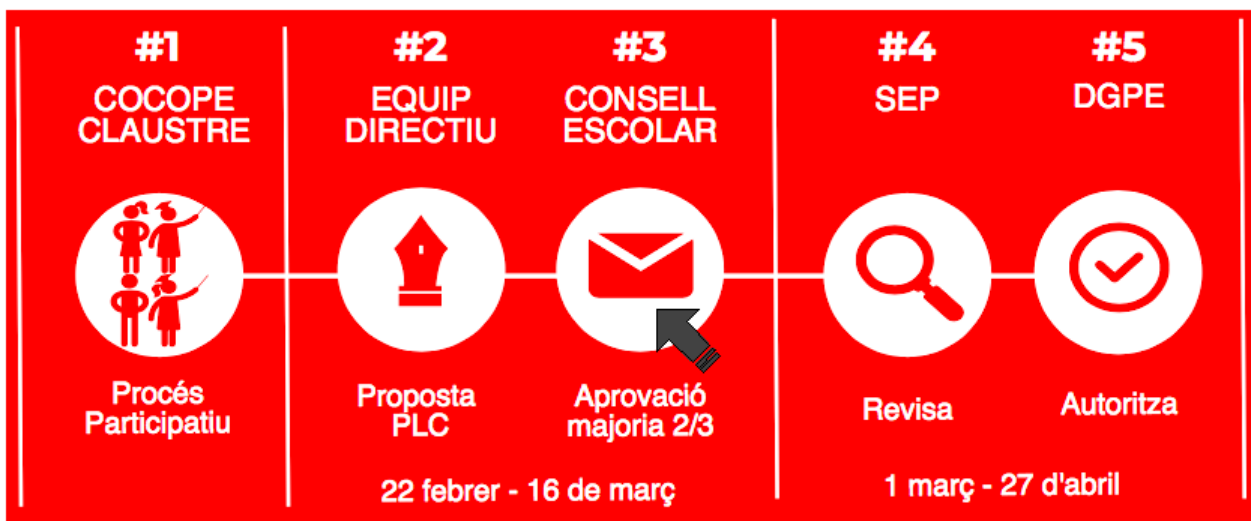 #1
COCOPE
CLAUSTRE
Procés
Participatiu
#2
EQUIP
DIRECTIU
Proposta
PLC
#3
CONSELL
ESCOLAR
Aprovació
majoria 2/3
22 febrer - 16 de març
#4
SEP
Revisa
#5
DGPE
Autoritza
1 març - 27 d'abril